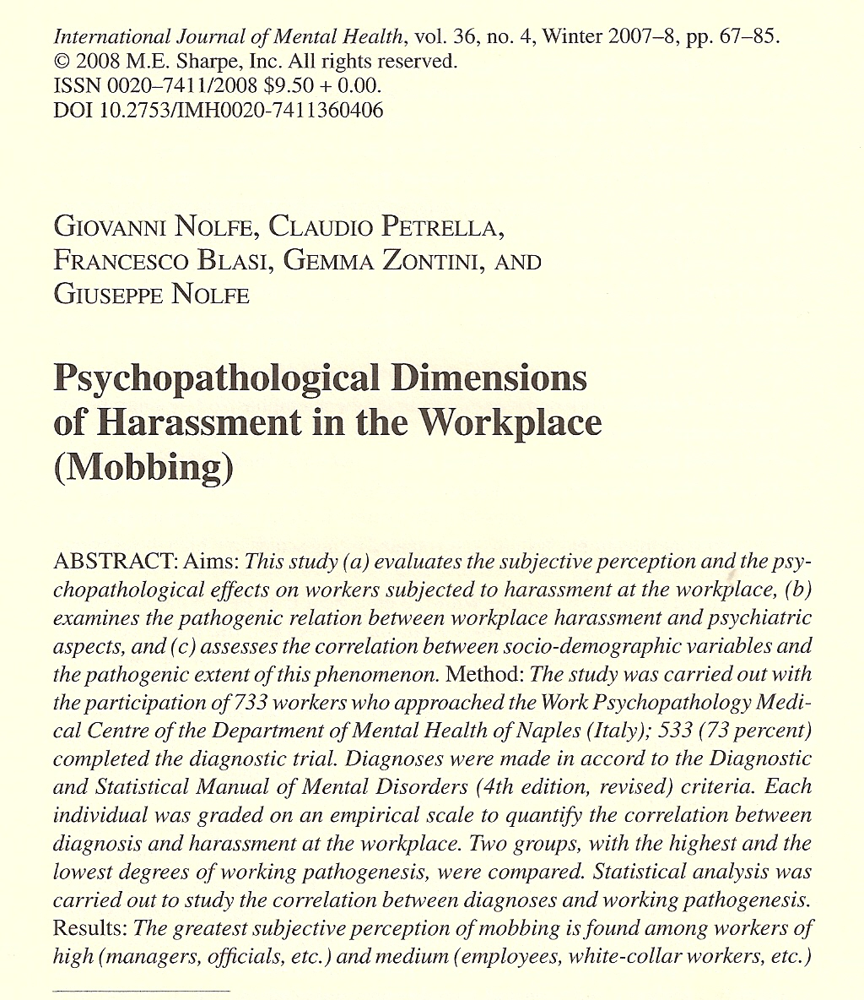 International Journal of Mental Health, vol. 36, no. 4, Winter 2007–8, pp. 67–85.
© 2008 M.E. Sharpe, Inc. All rights reserved.
ISSN 0020–7411/2008 $9.50 + 0.00.
DOI 10.2753/IMH0020-7411360406
GIOVANNI NOLFE, CLAUDIO PETRELLA,
FRANCESCO BLASI, GEMMA ZONTINI, AND
GIUSEPPE NOLFE
Psychopathological Dimensions
of Harassment in the Workplace
(Mobbing)
ABSTRACT: Aims: This study (a) evaluates the subjective perception and the psy-
chopathological effects on workers subjected to harassment at the workplace, (b)
examines the pathogenic relation between workplace harassment and psychiatric
aspects, and (c) assesses the correlation between socio-demographic variables and
the pathogenic extent of this phenomenon. Method: The study was carried out with
the participation of 733 workers who approached the Work Psychopathology Medi-
cal Centre of the Department of Mental Health of Naples (Italy); 533 (73 percent)
completed the diagnostic trial. Diagnoses were made in accord to the Diagnostic
and Statistical Manual of Mental Disorders (4th edition, revised) criteria. Each
individual was graded on an empirical scale to quantify the correlation between
diagnosis and harassment at the workplace. Two groups, with the highest and the
lowest degrees of working pathogenesis, were compared. Statistical analysis was
carried out to study the correlation between diagnoses and working pathogenesis.
Results: The greatest subjective perception of mobbing is found among workers of
high (managers, officials, etc.) and medium (employees, white-collar workers, etc.)